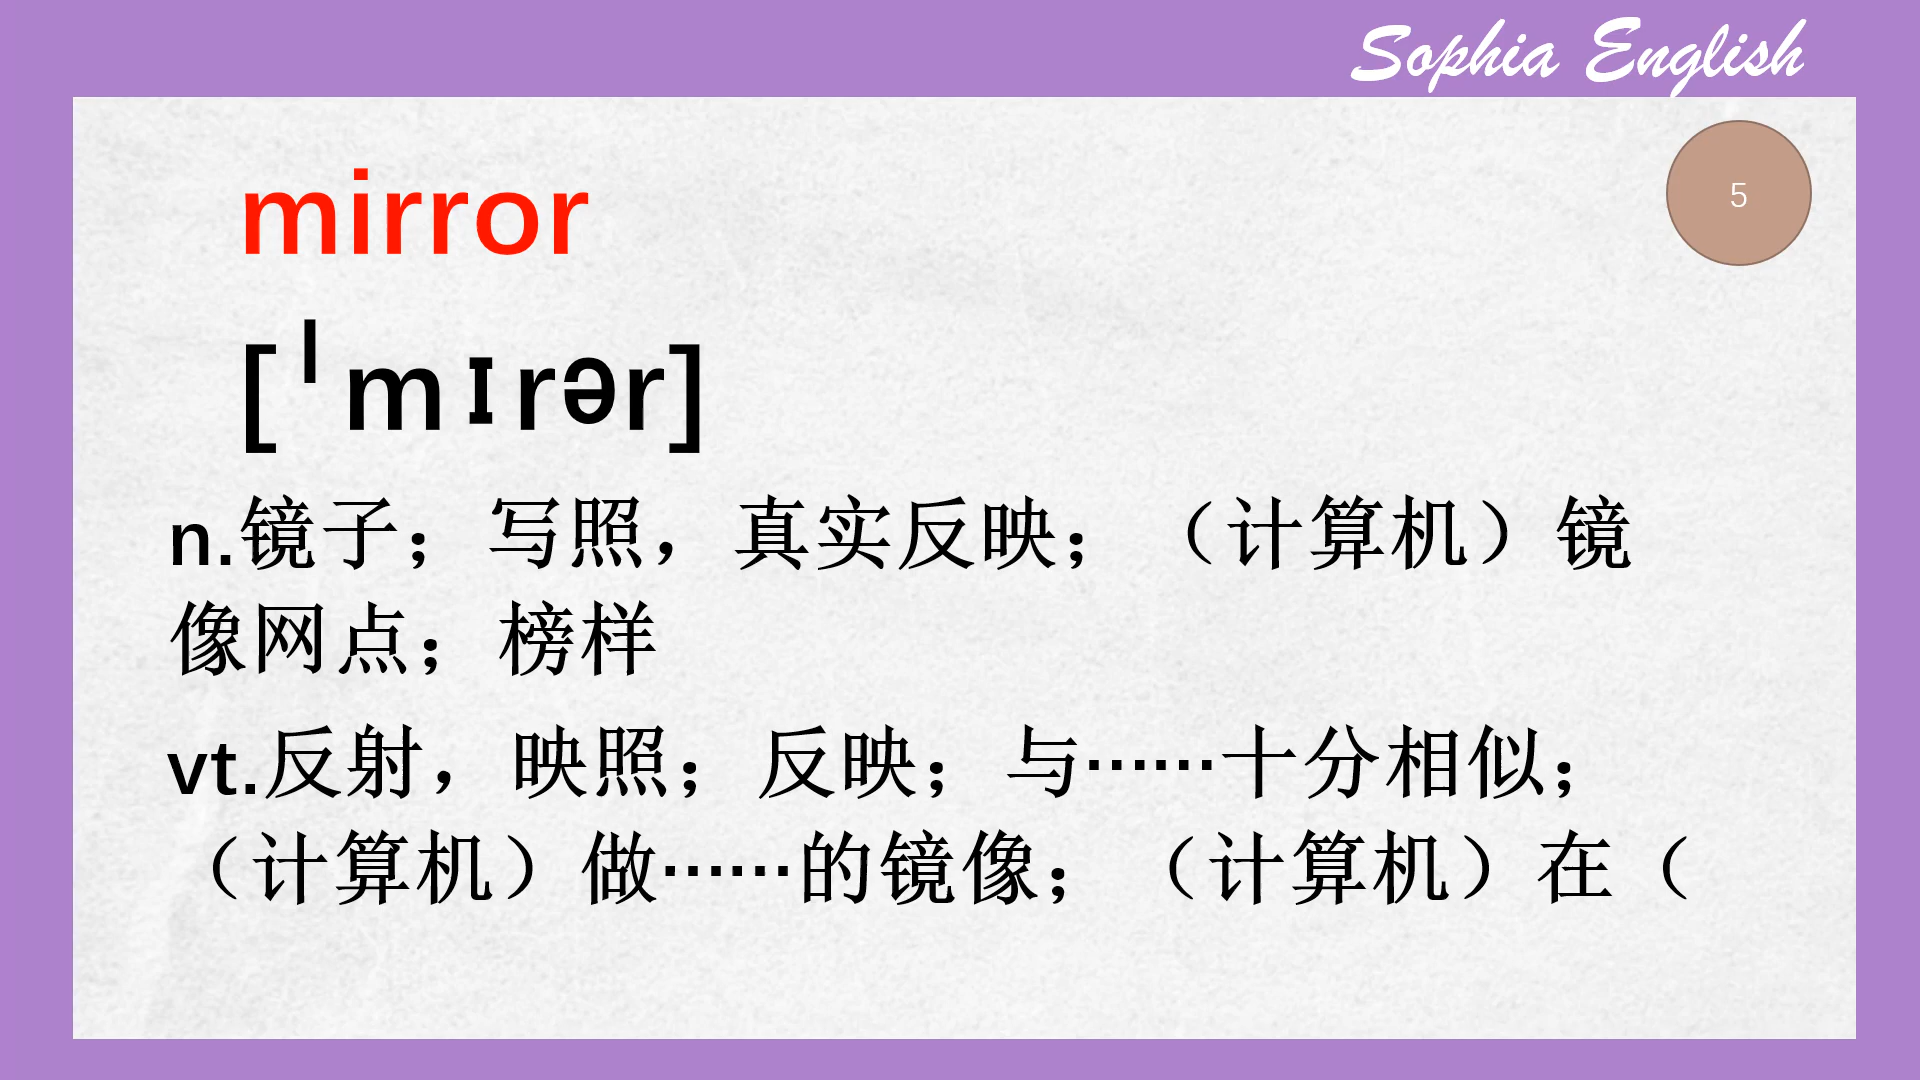 Sophia English
5
mirror
[ˈmɪrər]
n.镜子；写照，真实反映；（计算机）镜
像网点；榜样
vt.反射，映照；反映；与……十分相似；
（计算机）做……的镜像；（计算机）在（